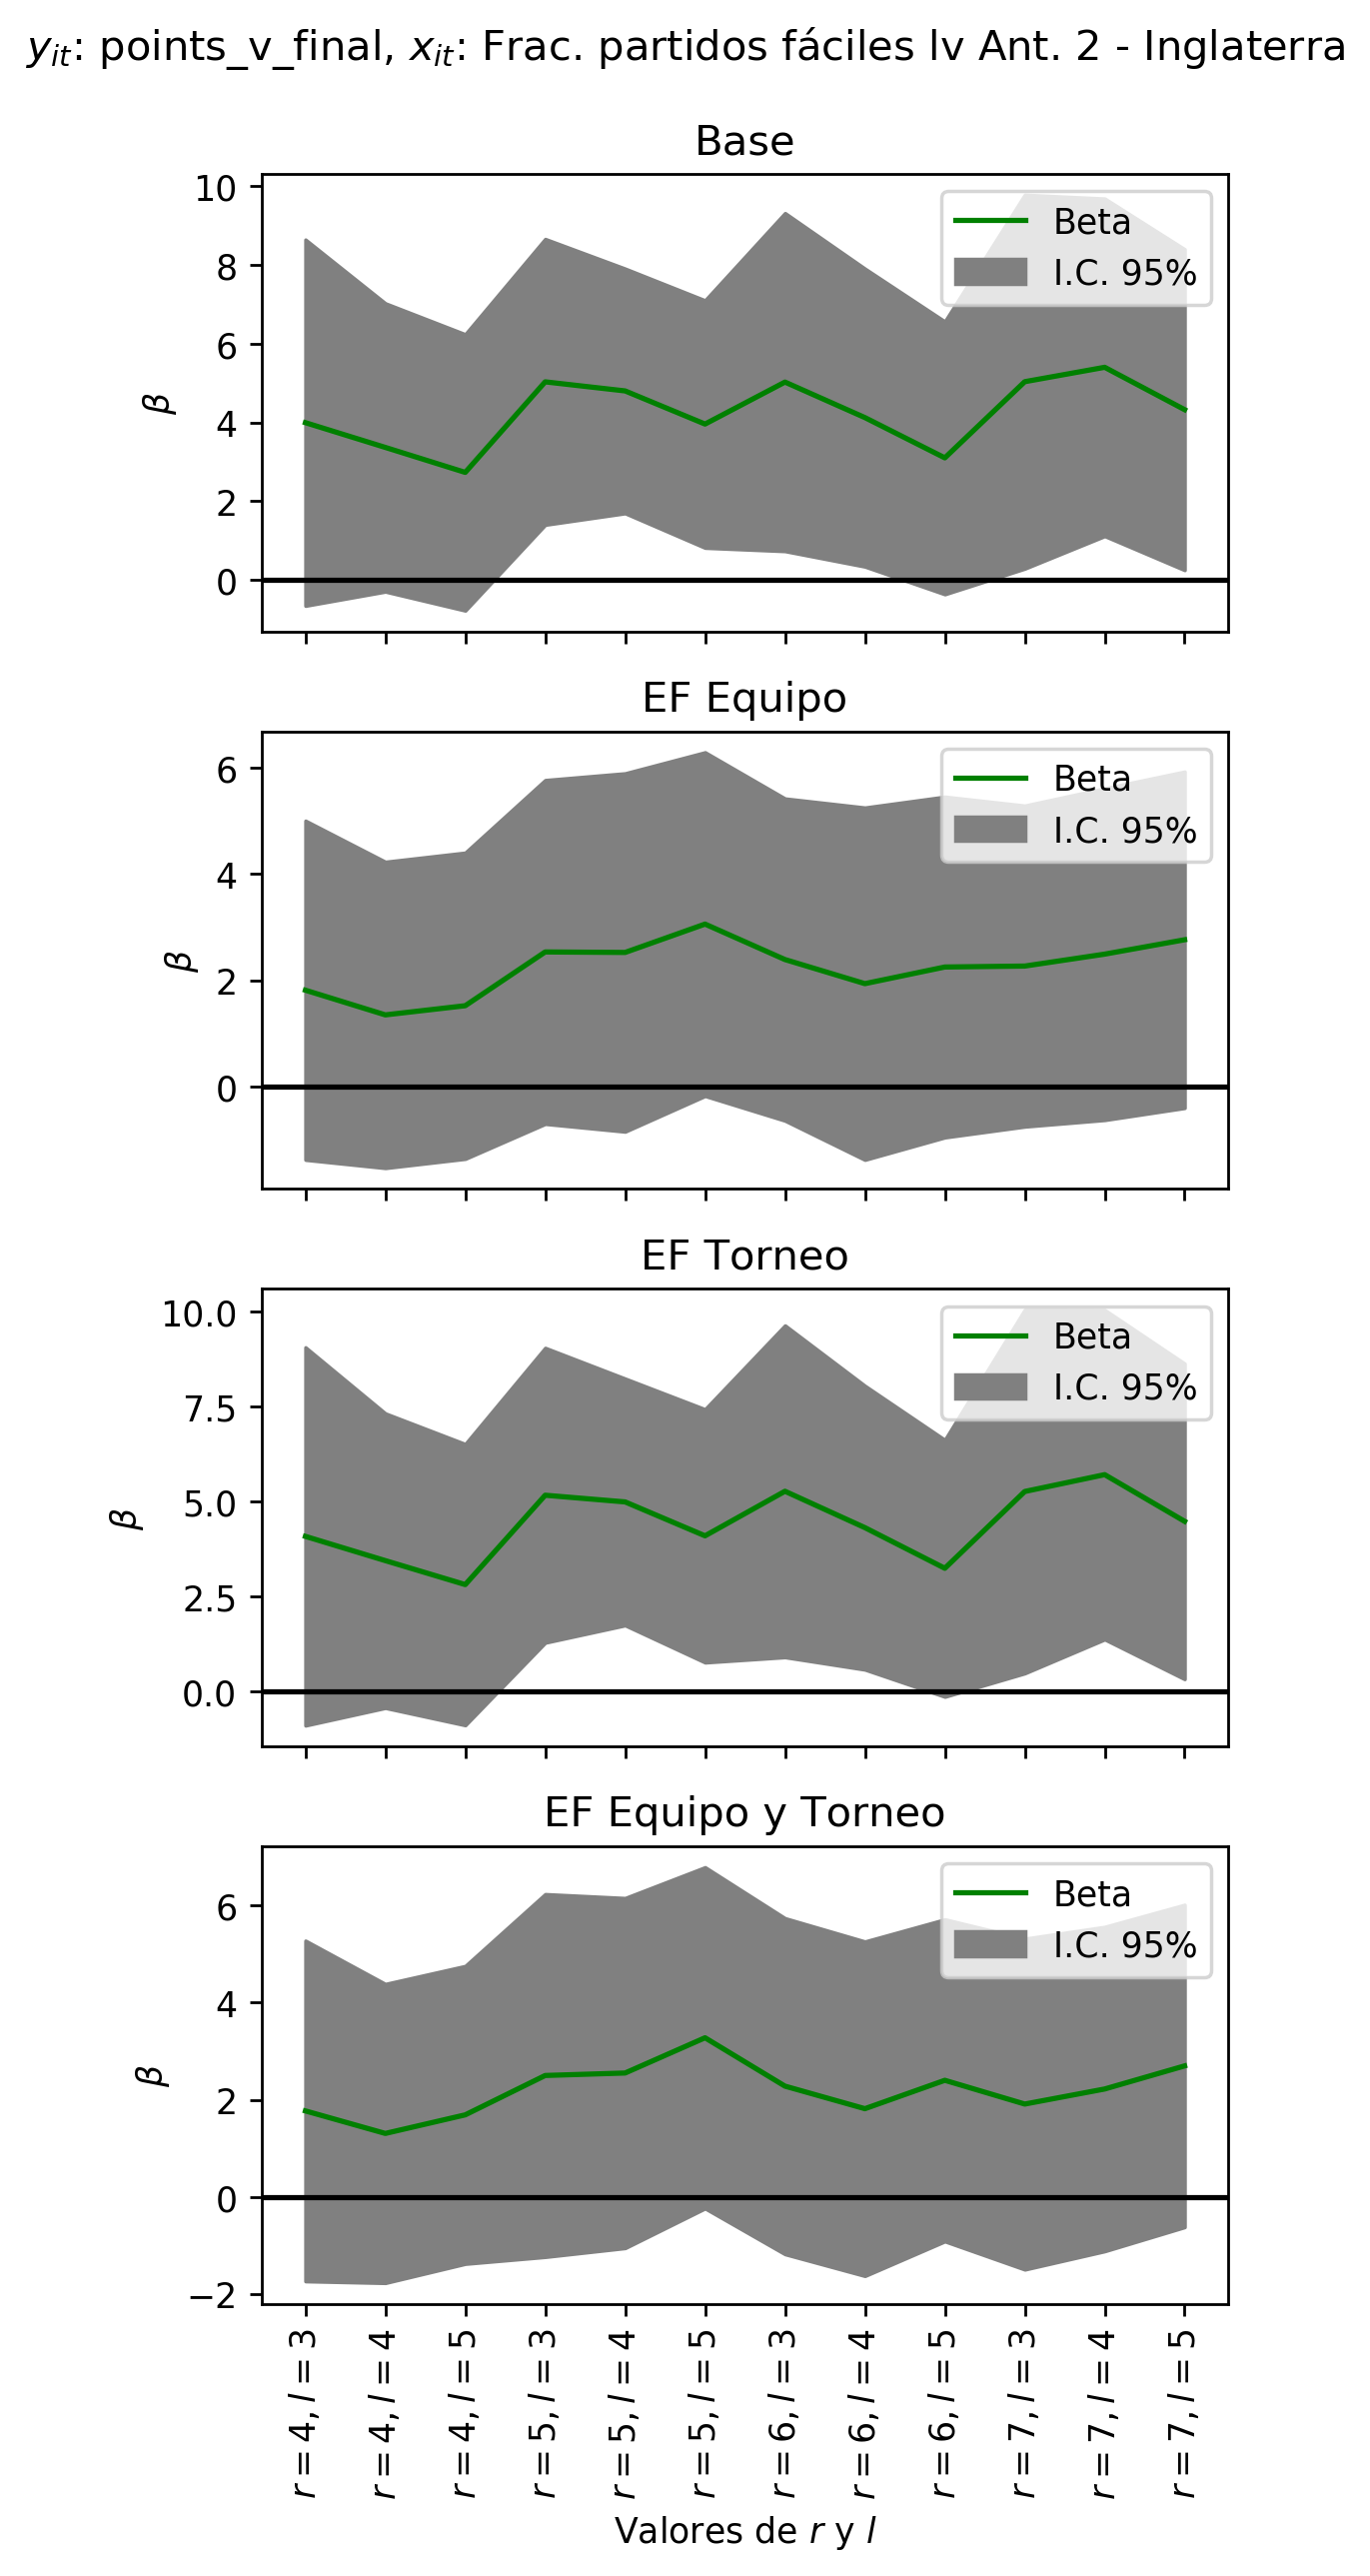 y_it: points_v_final, x_it: Frac. partidos fáciles lv Ant. 2 - Inglaterra
Base
10
8
6
4
2
0
β
Beta
I.C. 95%
EF Equipo
6
4
2
0
β
Beta
I.C. 95%
EF Torneo
10.0
7.5
5.0
2.5
0.0
β
Beta
I.C. 95%
EF Equipo y Torneo
6
4
2
0
−2
β
Beta
I.C. 95%
r = 4, l = 3
r = 4, l = 4
r = 4, l = 5
r = 5, l = 3
r = 5, l = 4
r = 5, l = 5
r = 6, l = 3
r = 6, l = 4
r = 6, l = 5
r = 7, l = 3
r = 7, l = 4
r = 7, l = 5
Valores de r y l